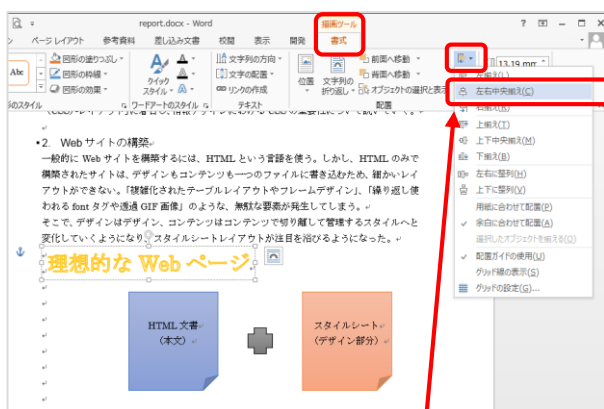 report.docx - Word
描画ツール
ページレイアウト 参考資料 差し込み文書 校閲 表示 開発 書式
Abc
図形の塗りつぶし
図形の枠線
図形の効果
クイック
スタイル
文字列の方向
文字の配置
リンクの作成
位置
文字列の
折り返し
前面へ移動
背面へ移動
オブジェクトの選択と表示
13.19 mm
ワードアートのスタイル
テキスト
配置
左揃え(L)
左右中央揃え(C)
右揃え(R)
上揃え(T)
上下中央揃え(M)
下揃え(B)
左右に整列(H)
上下に整列(V)
用紙に合わせて配置(P)
余白に合わせて配置(A)
選択したオブジェクトを揃える(O)
配置ガイドの使用(U)
グリッド線の表示(S)
グリッドの設定(G)...
2. Web サイトの構築
一般的に Web サイトを構築するには、HTML という言語を使う。しかし、HTML のみで
構築されたサイトは、デザインもコンテンツも一つのファイルに書き込むため、細かいレイ
アウトができない。「複雑化されたテーブルレイアウトやフレームデザイン」、「繰り返し使
われる font タグや透過 GIF 画像」のような、無駄な要素が発生してしまう。
そこで、デザインはデザイン、コンテンツはコンテンツで切り離して管理するスタイルへと
変化していくようになり、スタイルシートレイアウトが注目を浴びるようになった。
理想的な Web ページ
HTML 文書
(本文)
スタイルシート
(デザイン部分)